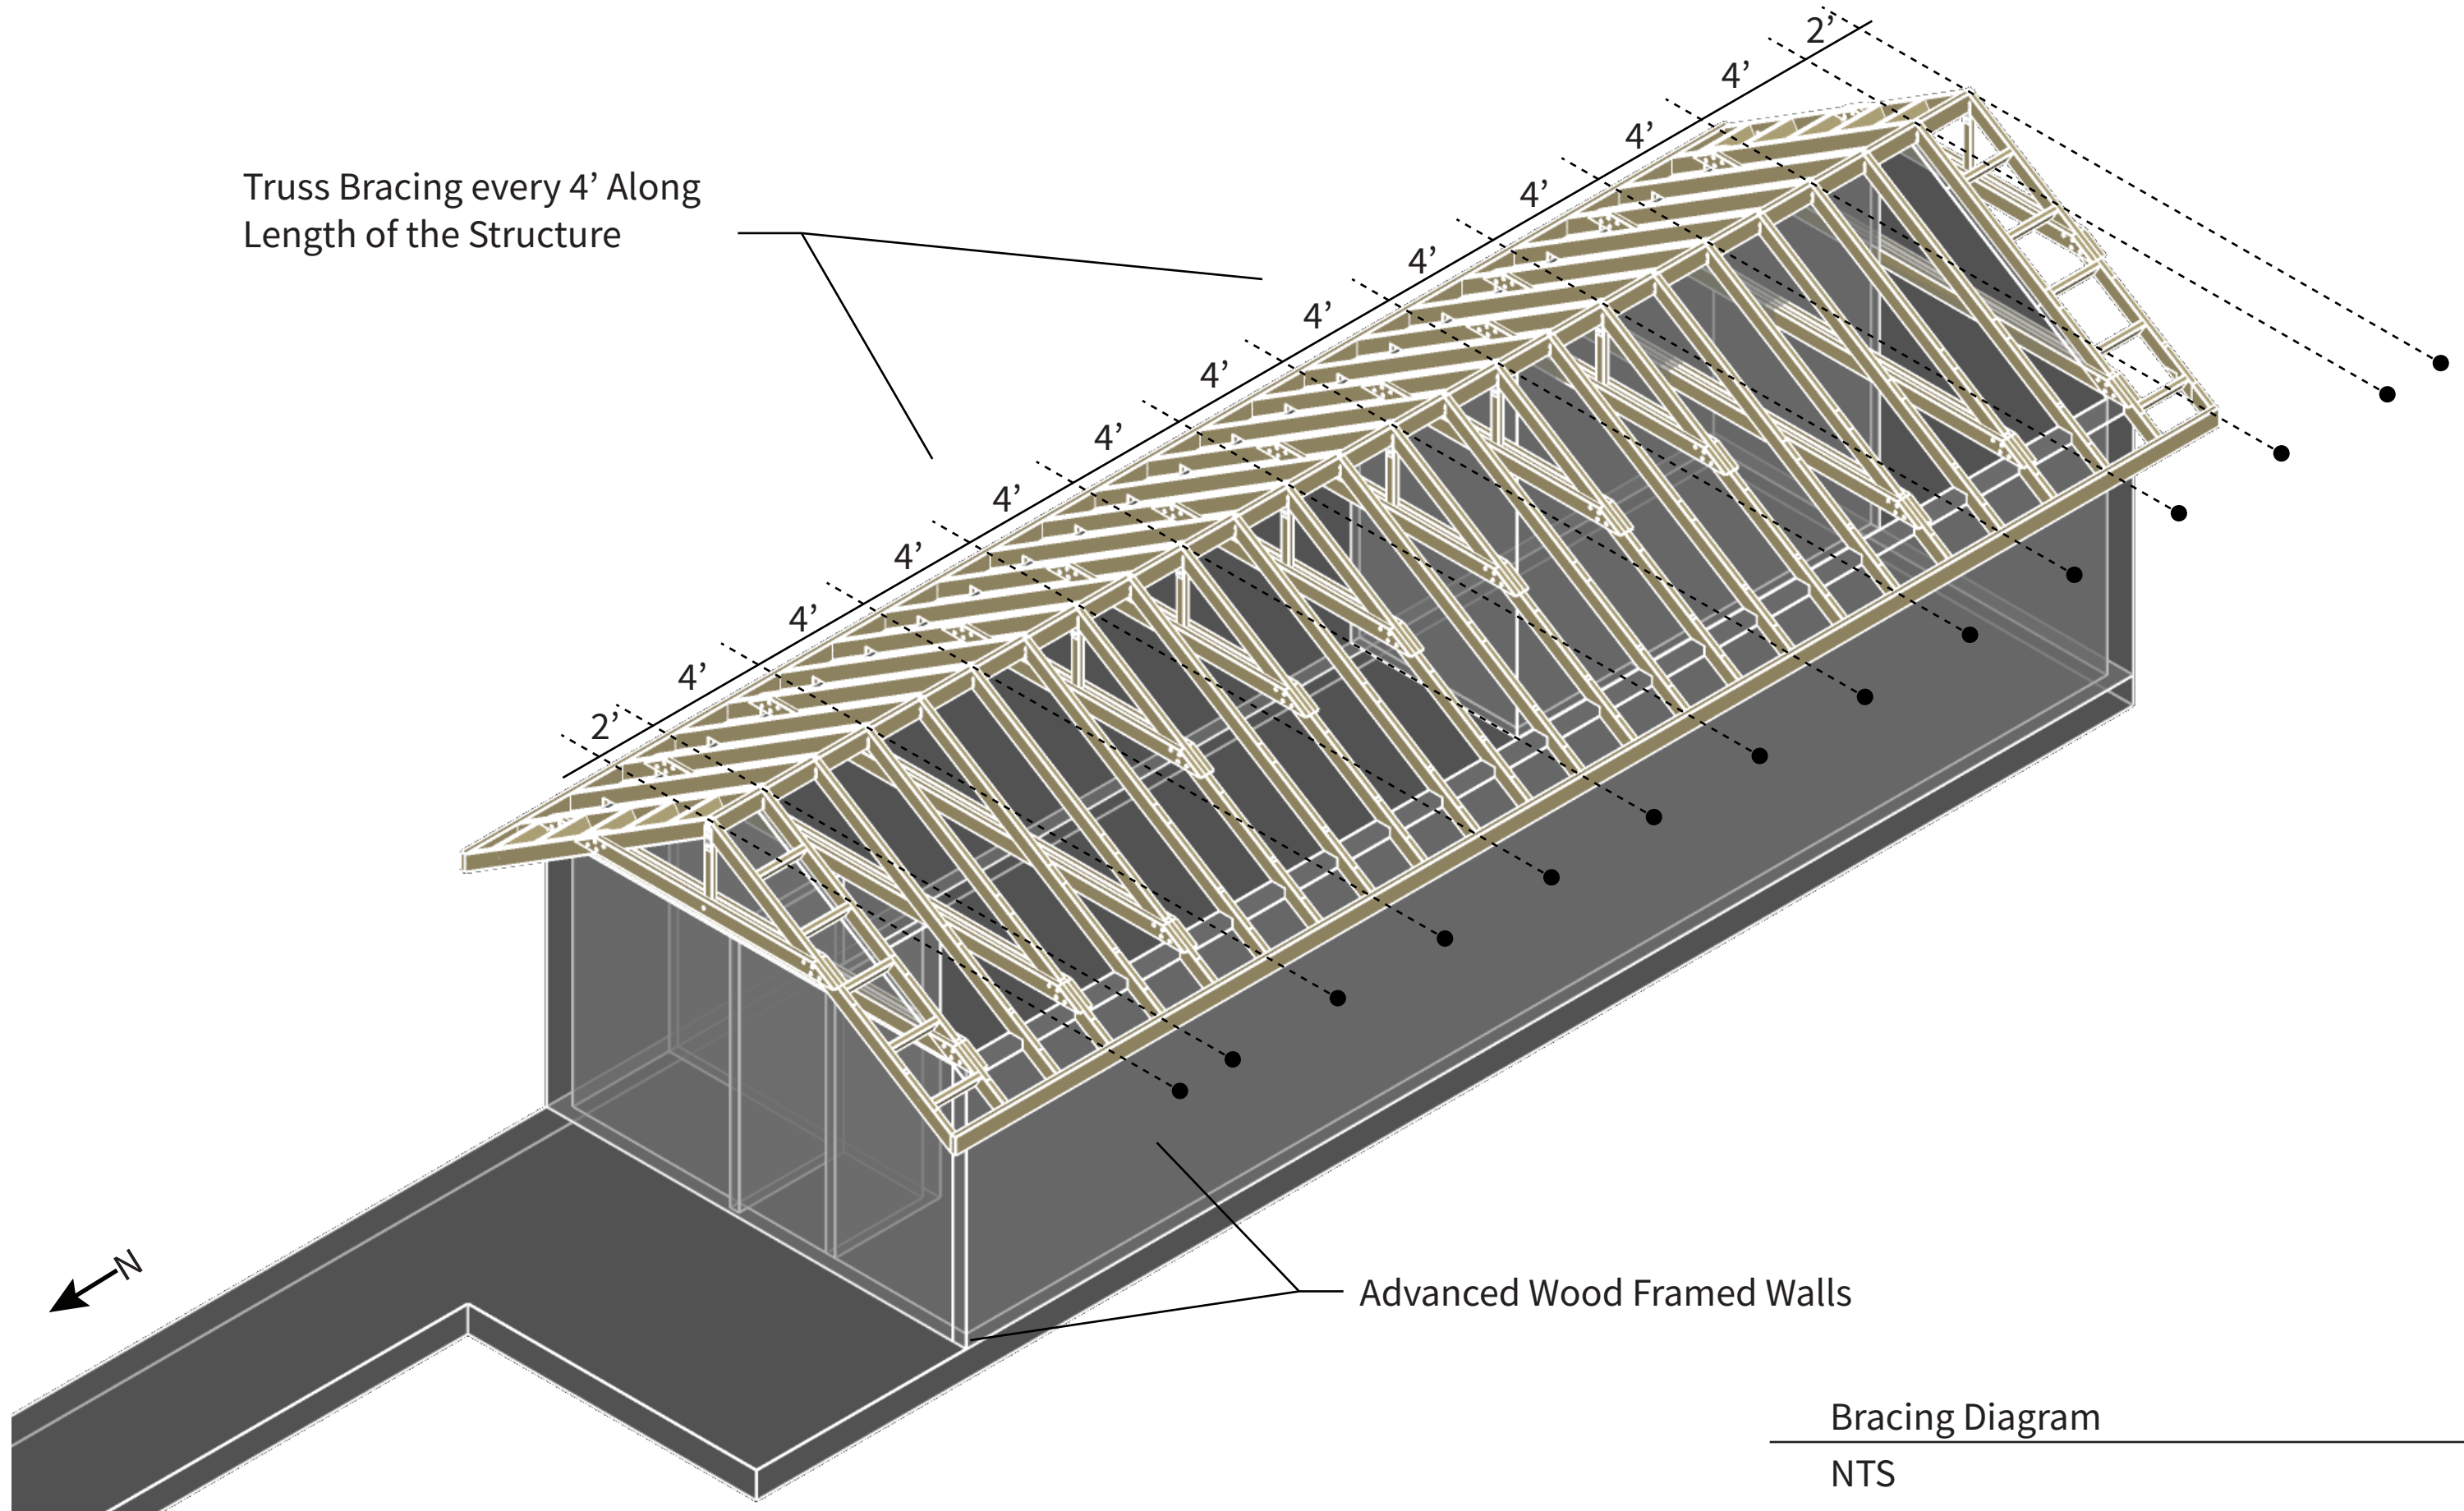 2’
4’
4’
4’
4’
4’
4’
4’
4’
4’
4’
4’
2’
Truss Bracing every 4’ Along
Length of the Structure
N
Advanced Wood Framed Walls
Bracing Diagram
NTS